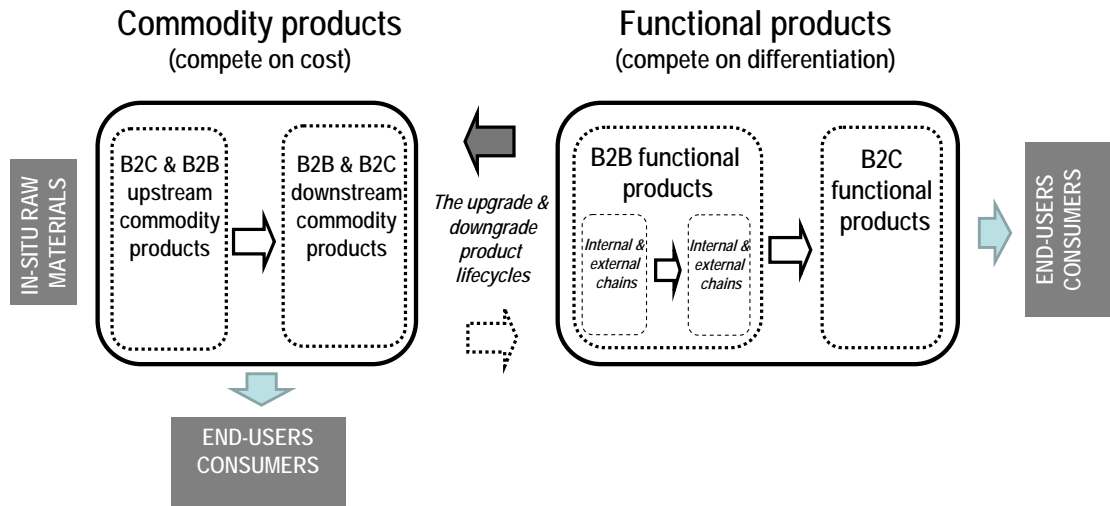 Commodity products
(compete on cost)
Functional products
(compete on differentiation)
IN-SITU RAW
MATERIALS
B2C & B2B
upstream
commodity
products
B2B & B2C
downstream
commodity
products
The upgrade &
downgrade
product
lifecycles
B2B functional
products
Internal &
external
chains
Internal &
external
chains
B2C
functional
products
END-USERS
CONSUMERS
END-USERS
CONSUMERS